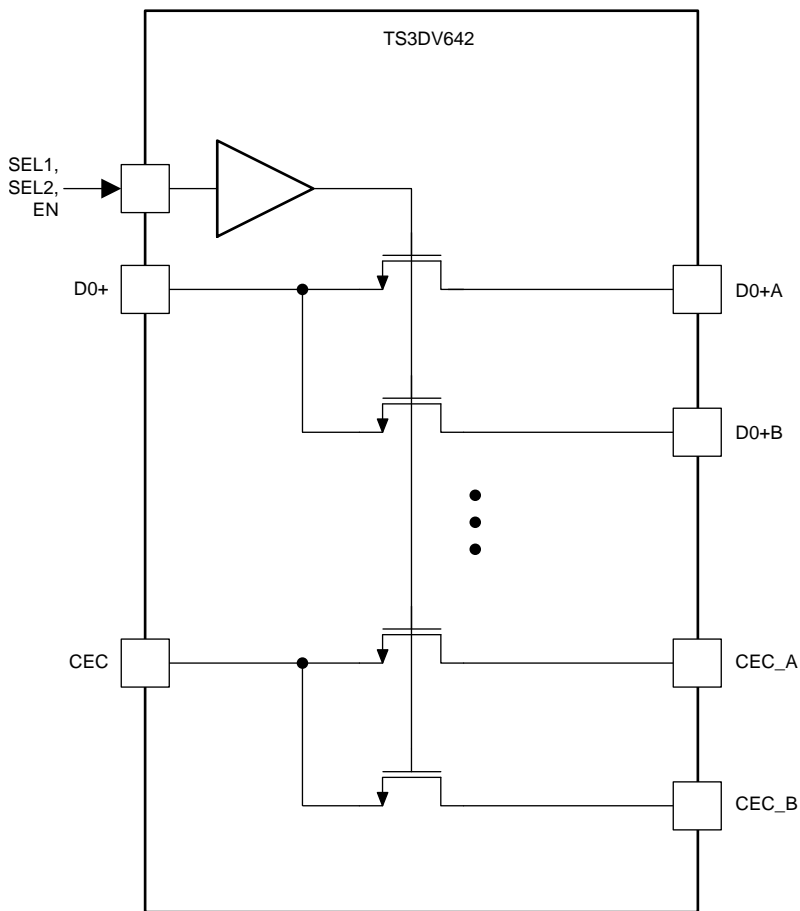 TS3DV642
SEL1,
SEL2,
EN
D0+
D0+A
D0+B
CEC
CEC_A
CEC_B